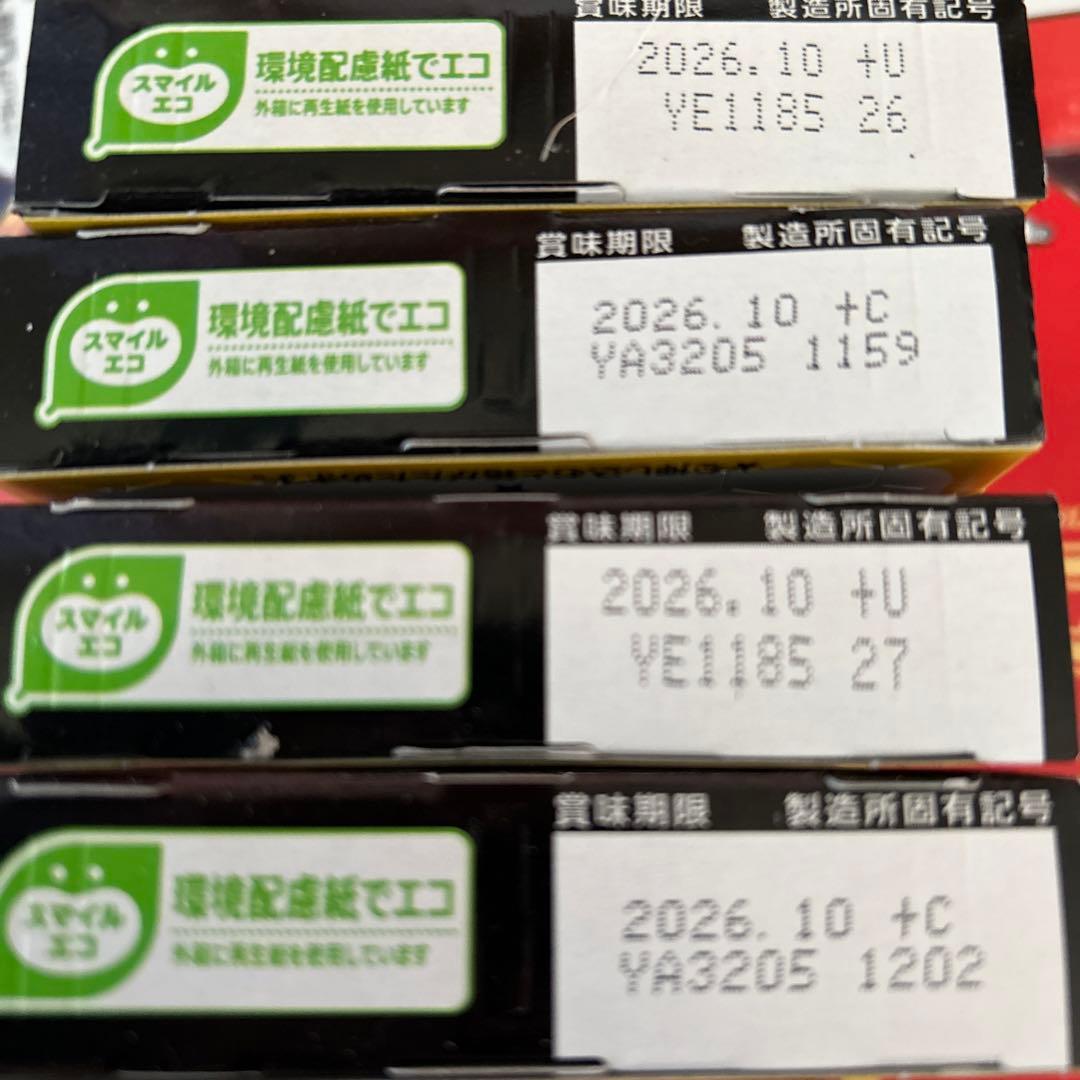 賞味期限 製造所固有記号
スマイル
エコ
環境配慮紙でエコ
外箱に再生紙を使用しています
2026.10 +U
YE1185 26
賞味期限 製造所固有記号
スマイル
エコ
環境配慮紙でエコ
外箱に再生紙を使用しています
2026.10 +C
YA3205 1159
賞味期限 製造所固有記号
スマイル
エコ
環境配慮紙でエコ
外箱に再生紙を使用しています
2026.10 +U
YE1185 27
賞味期限 製造所固有記号
スマイル
エコ
環境配慮紙でエコ
外箱に再生紙を使用しています
2026.10 +C
YA3205 1202